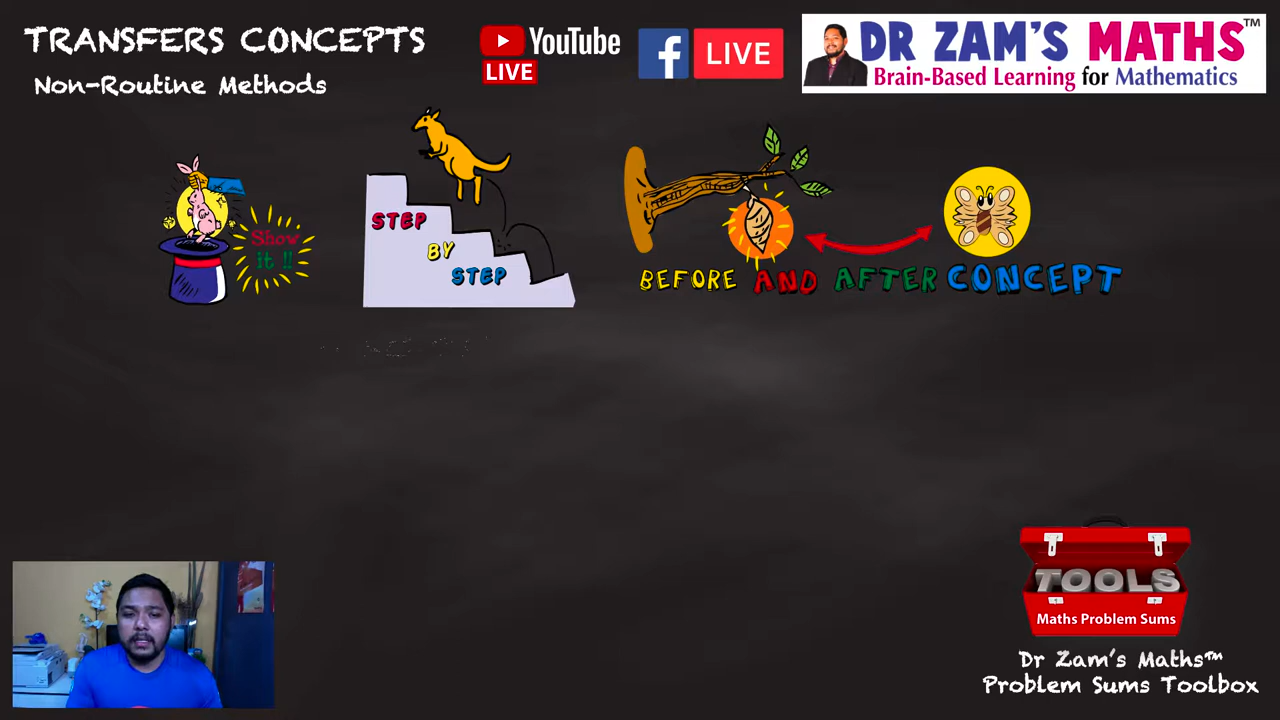 TRANSFERS CONCEPTS
Non-Routine Methods
YouTube
LIVE
f LIVE
DR ZAM'S MATHS™
Brain-Based Learning for Mathematics
Show
it !!
STEP
BY
STEP
BEFORE AND AFTER CONCEPT
TOOLS
Maths Problem Sums
Dr Zam's Maths™
Problem Sums Toolbox